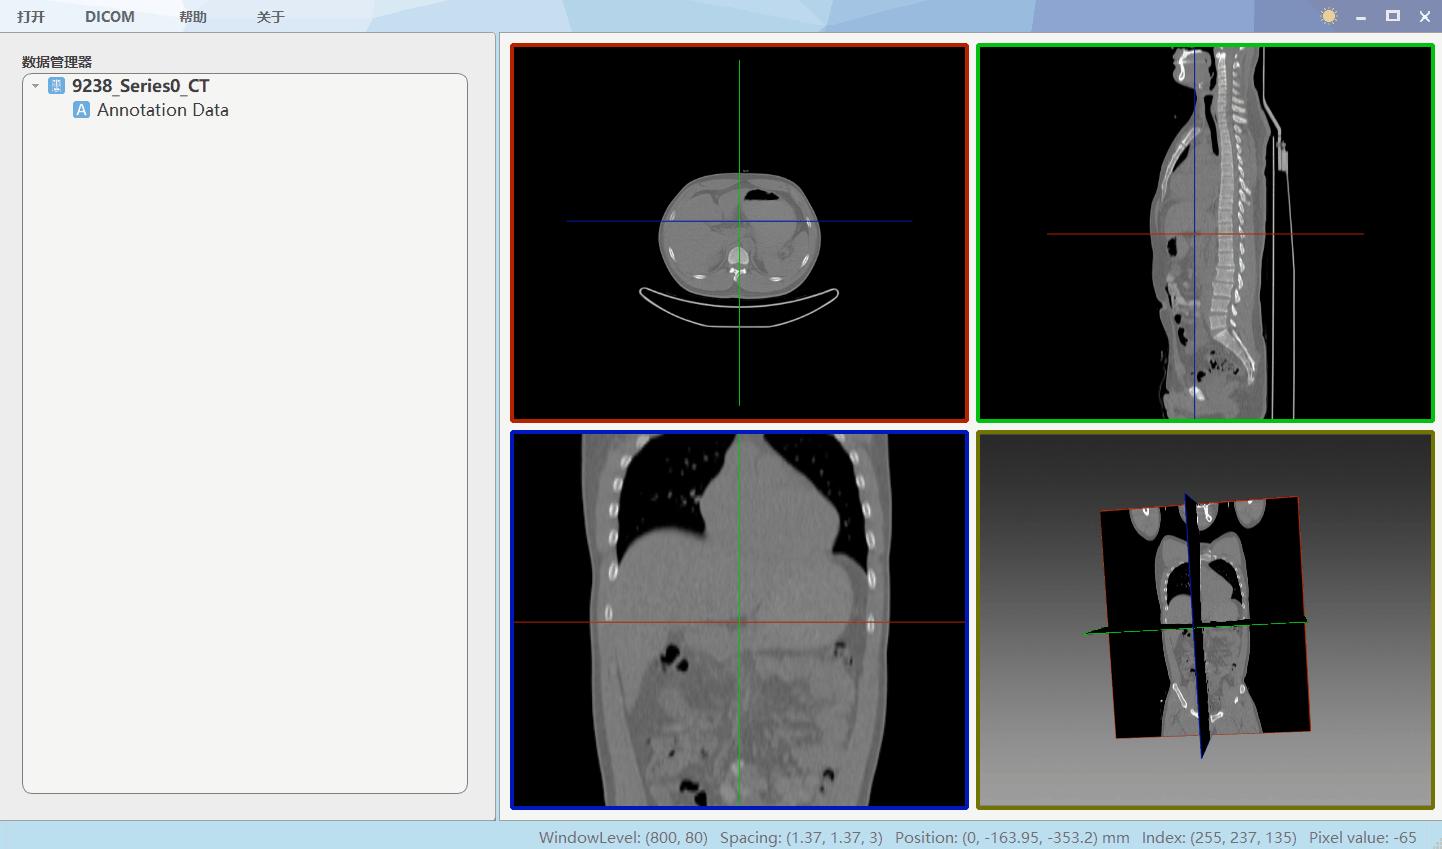 打开 DICOM 帮助 关于
数据管理器
9238_Series0_CT
A Annotation Data
WindowLevel: (800, 80) Spacing: (1.37, 1.37, 3) Position: (0, -163.95, -353.2) mm Index: (255, 237, 135) Pixel value: -65